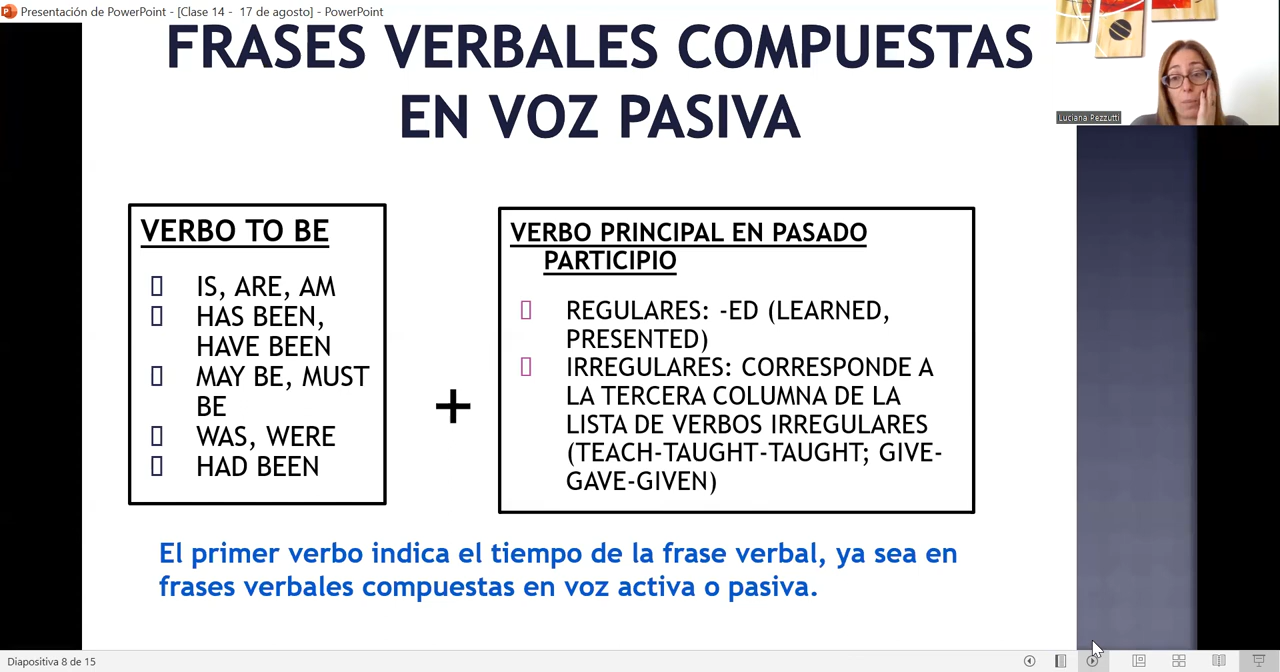 Presentación de PowerPoint - [Clase 14 - 17 de agosto] - PowerPoint
FRASES VERBALES COMPUESTAS
EN VOZ PASIVA
Luciana Pezzutti
VERBO TO BE
IS, ARE, AM
HAS BEEN,
HAVE BEEN
MAY BE, MUST
BE
WAS, WERE
HAD BEEN
+
VERBO PRINCIPAL EN PASADO
PARTICIPIO
REGULARES: -ED (LEARNED,
PRESENTED)
IRREGULARES: CORRESPONDE A
LA TERCERA COLUMNA DE LA
LISTA DE VERBOS IRREGULARES
(TEACH-TAUGHT-TAUGHT; GIVE-
GAVE-GIVEN)
El primer verbo indica el tiempo de la frase verbal, ya sea en
frases verbales compuestas en voz activa o pasiva.
Diapositiva 8 de 15